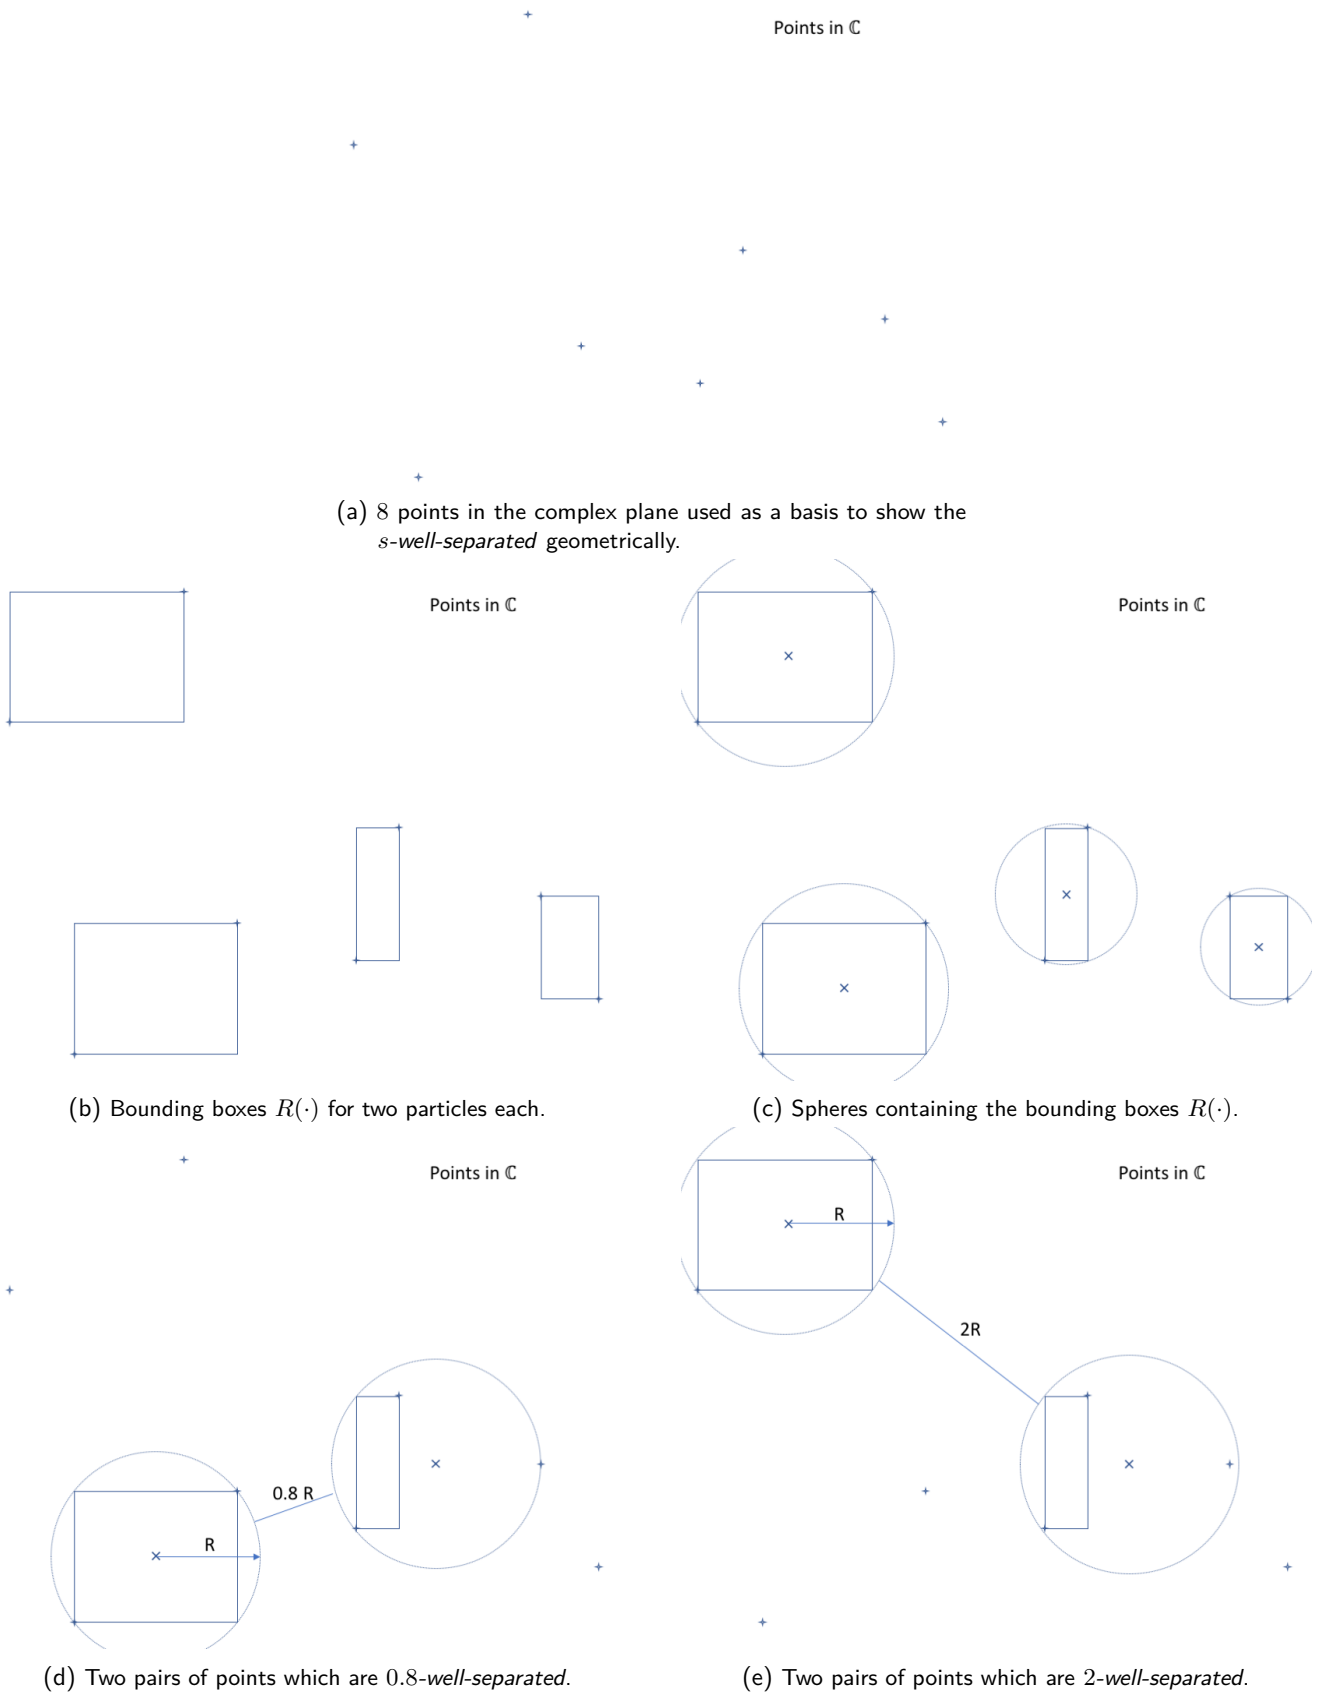 Points in ℂ
(a) 8 points in the complex plane used as a basis to show the
s-well-separated geometrically.
Points in ℂ
Points in ℂ
(b) Bounding boxes R(·) for two particles each.
(c) Spheres containing the bounding boxes R(·).
Points in ℂ
0.8 R
R
Points in ℂ
R
2R
(d) Two pairs of points which are 0.8-well-separated.
(e) Two pairs of points which are 2-well-separated.